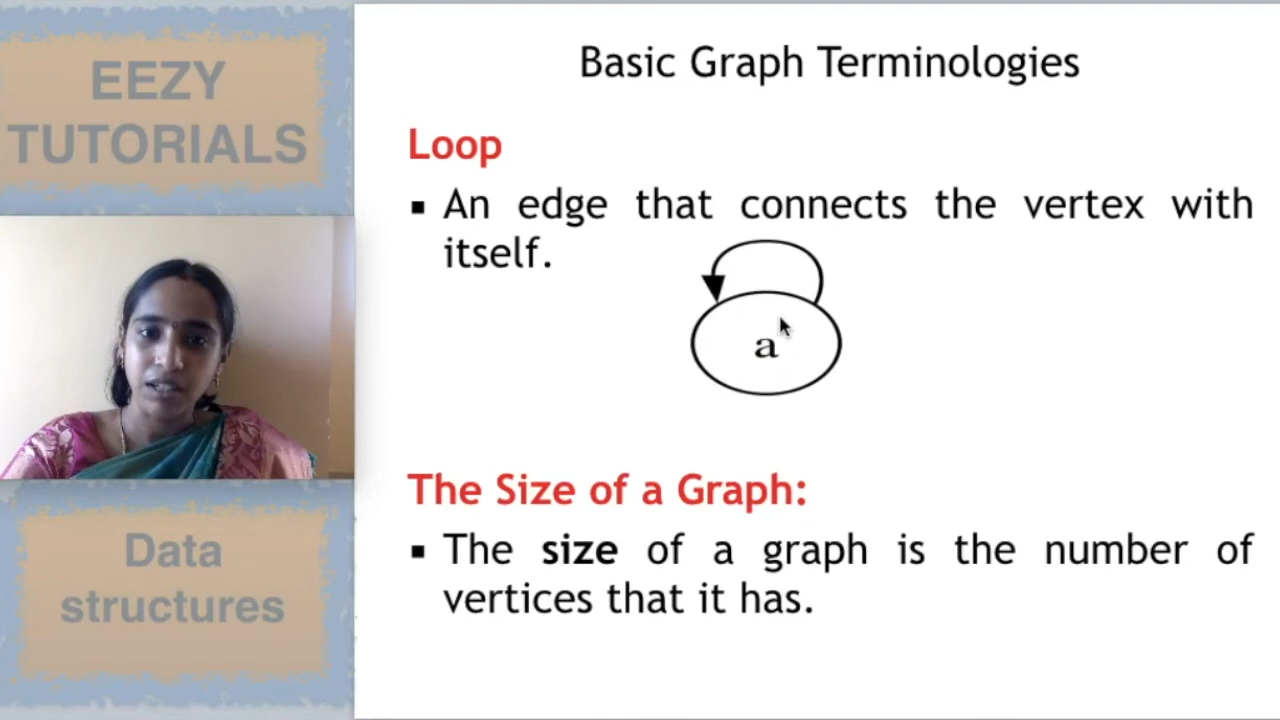 EEZY
TUTORIALS
Basic Graph Terminologies
Loop
▪ An edge that connects the vertex with
itself.
a
The Size of a Graph:
▪ The size of a graph is the number of
vertices that it has.
Data
structures